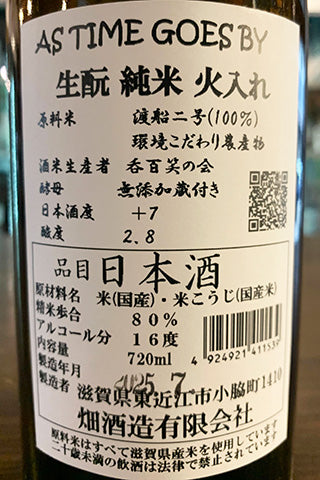 AS TIME GOES BY
生酛 純米 火入れ
原料米 渡船二号(100%)
環境こだわり農産物
酒米生産者 呑百笑の会
酵母 無添加蔵付き
日本酒度 +7
酸度 2.8
品目 日本酒
原材料名 米(国産)・米こうじ(国産米)
精米歩合 80%
アルコール分 16度
内容量 720ml
4 924921 411539
製造年月 2025.7
製造者 滋賀県東近江市小脇町1410
畑酒造有限会社
原料米はすべて滋賀県産米を使用しています
二十歳未満の飲酒は法律で禁止されています